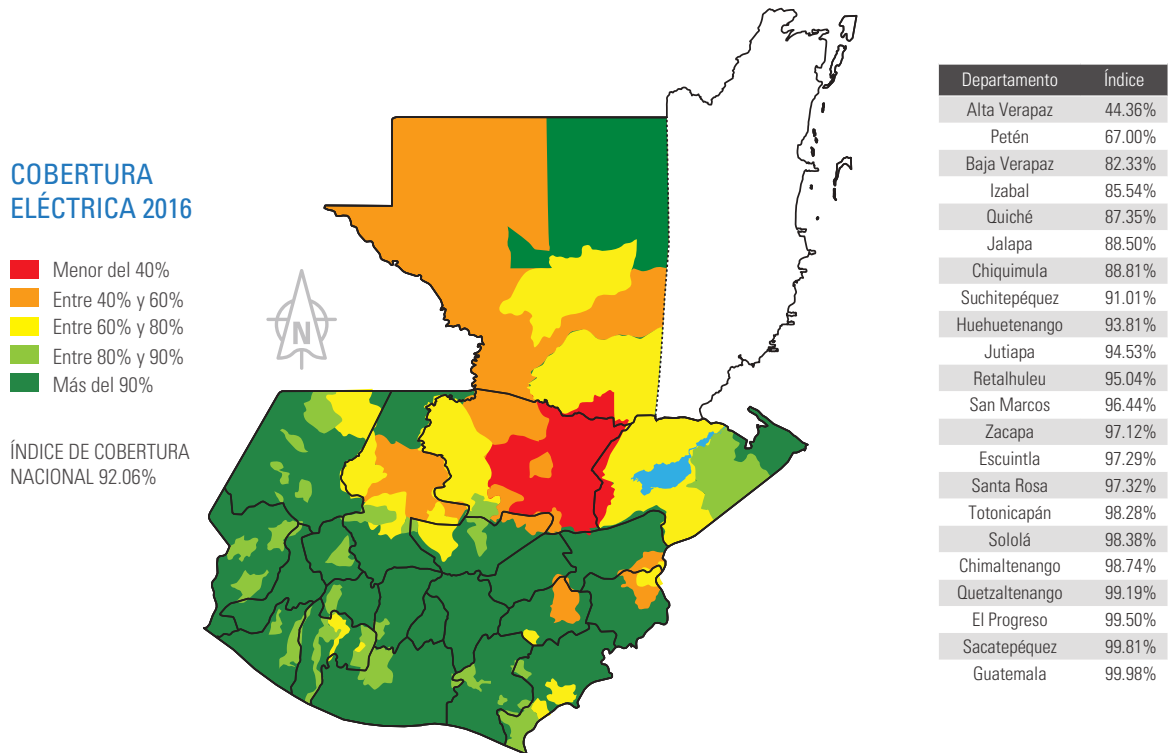 COBERTURA
ELÉCTRICA 2016
Menor del 40%
Entre 40% y 60%
Entre 60% y 80%
Entre 80% y 90%
Más del 90%
ÍNDICE DE COBERTURA
NACIONAL 92.06%
N
Departamento Índice
Alta Verapaz 44.36%
Petén 67.00%
Baja Verapaz 82.33%
Izabal 85.54%
Quiché 87.35%
Jalapa 88.50%
Chiquimula 88.81%
Suchitepéquez 91.01%
Huehuetenango 93.81%
Jutiapa 94.53%
Retalhuleu 95.04%
San Marcos 96.44%
Zacapa 97.12%
Escuintla 97.29%
Santa Rosa 97.32%
Totonicapán 98.28%
Sololá 98.38%
Chimaltenango 98.74%
Quetzaltenango 99.19%
El Progreso 99.50%
Sacatepéquez 99.81%
Guatemala 99.98%